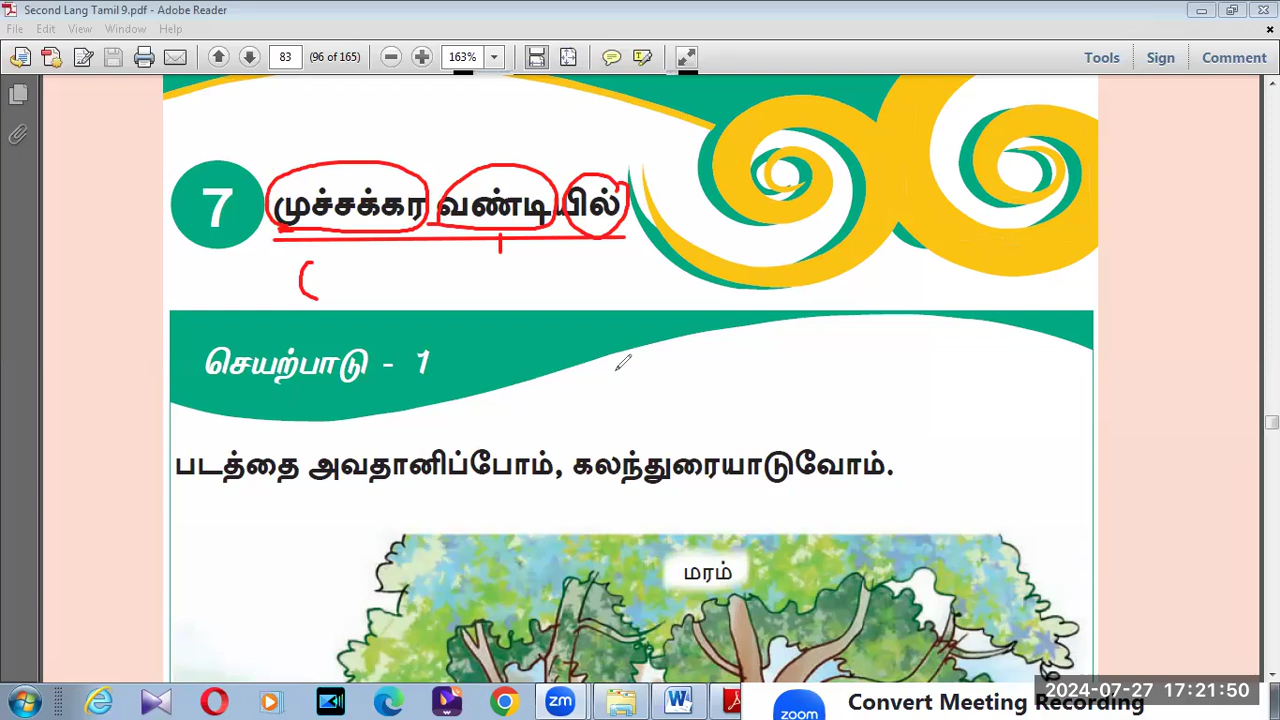 Second Lang Tamil 9.pdf - Adobe Reader
File Edit View Window Help
83 (96 of 165) 163% Tools Sign Comment
7 முச்சக்கர வண்டியில்
செயற்பாடு - 1
படத்தை அவதானிப்போம், கலந்துரையாடுவோம்.
மரம்
2024-07-27 17:21:50
zm W
zoom Convert Meeting Recording